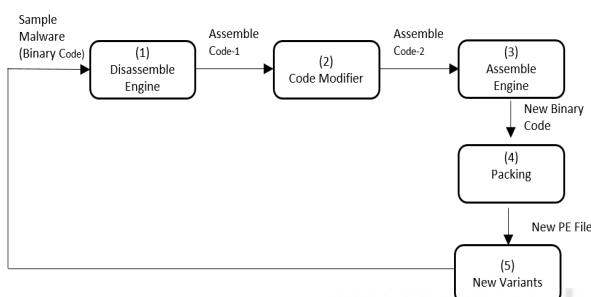 Sample
Malware
(Binary Code)
(1)
Disassemble
Engine
Assemble
Code-1
(2)
Code Modifier
Assemble
Code-2
(3)
Assemble
Engine
New Binary
Code
(4)
Packing
New PE File
(5)
New Variants